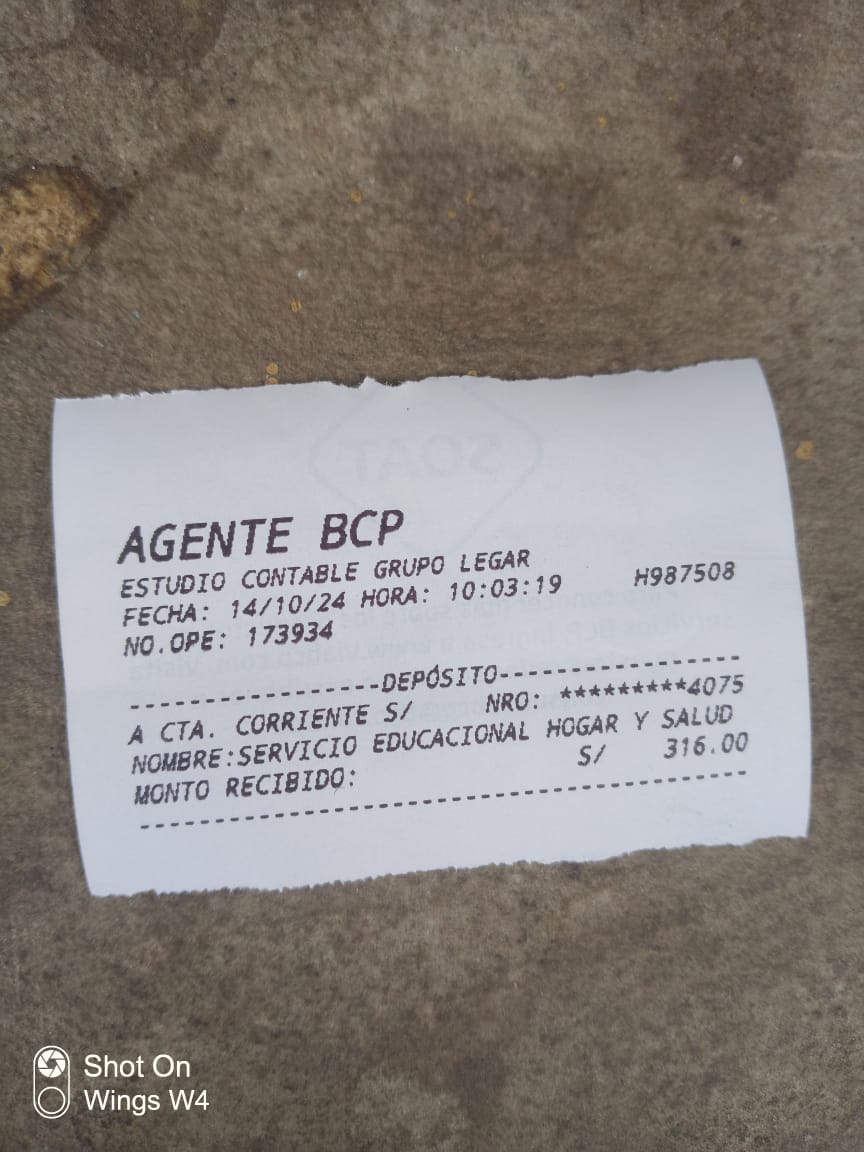 SOAT
AGENTE BCP
ESTUDIO CONTABLE GRUPO LEGAR
FECHA: 14/10/24 HORA: 10:03:19 H987508
NO.OPE: 173934
-----------------DEPÓSITO-----------------
A CTA. CORRIENTE S/ NRO: *********4075
NOMBRE:SERVICIO EDUCACIONAL HOGAR Y SALUD
MONTO RECIBIDO: S/ 316.00
------------------------------------------
Shot On
Wings W4